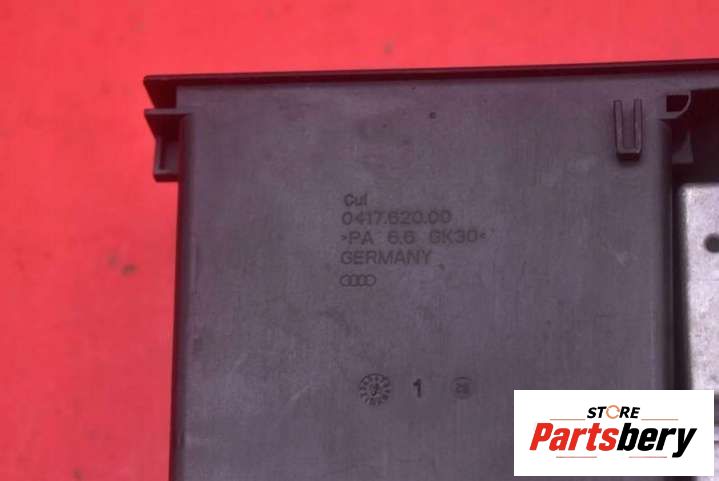 Cul
0417.620.00
>PA 6.6 GK30<
GERMANY
1
STORE
Partsbery